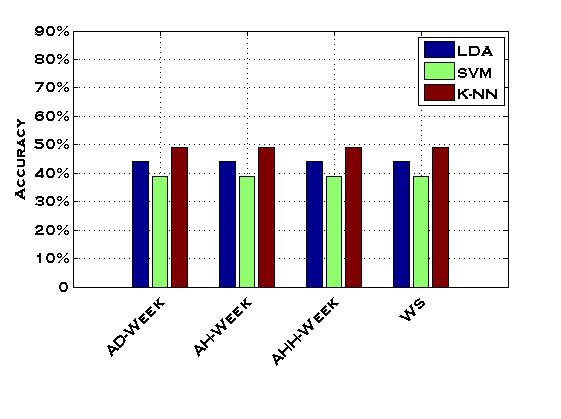 90%
80%
70%
60%
50%
40%
30%
20%
10%
0
Accuracy
LDA
SVM
K-NN
AD-Week
AH-Week
AHH-Week
WS